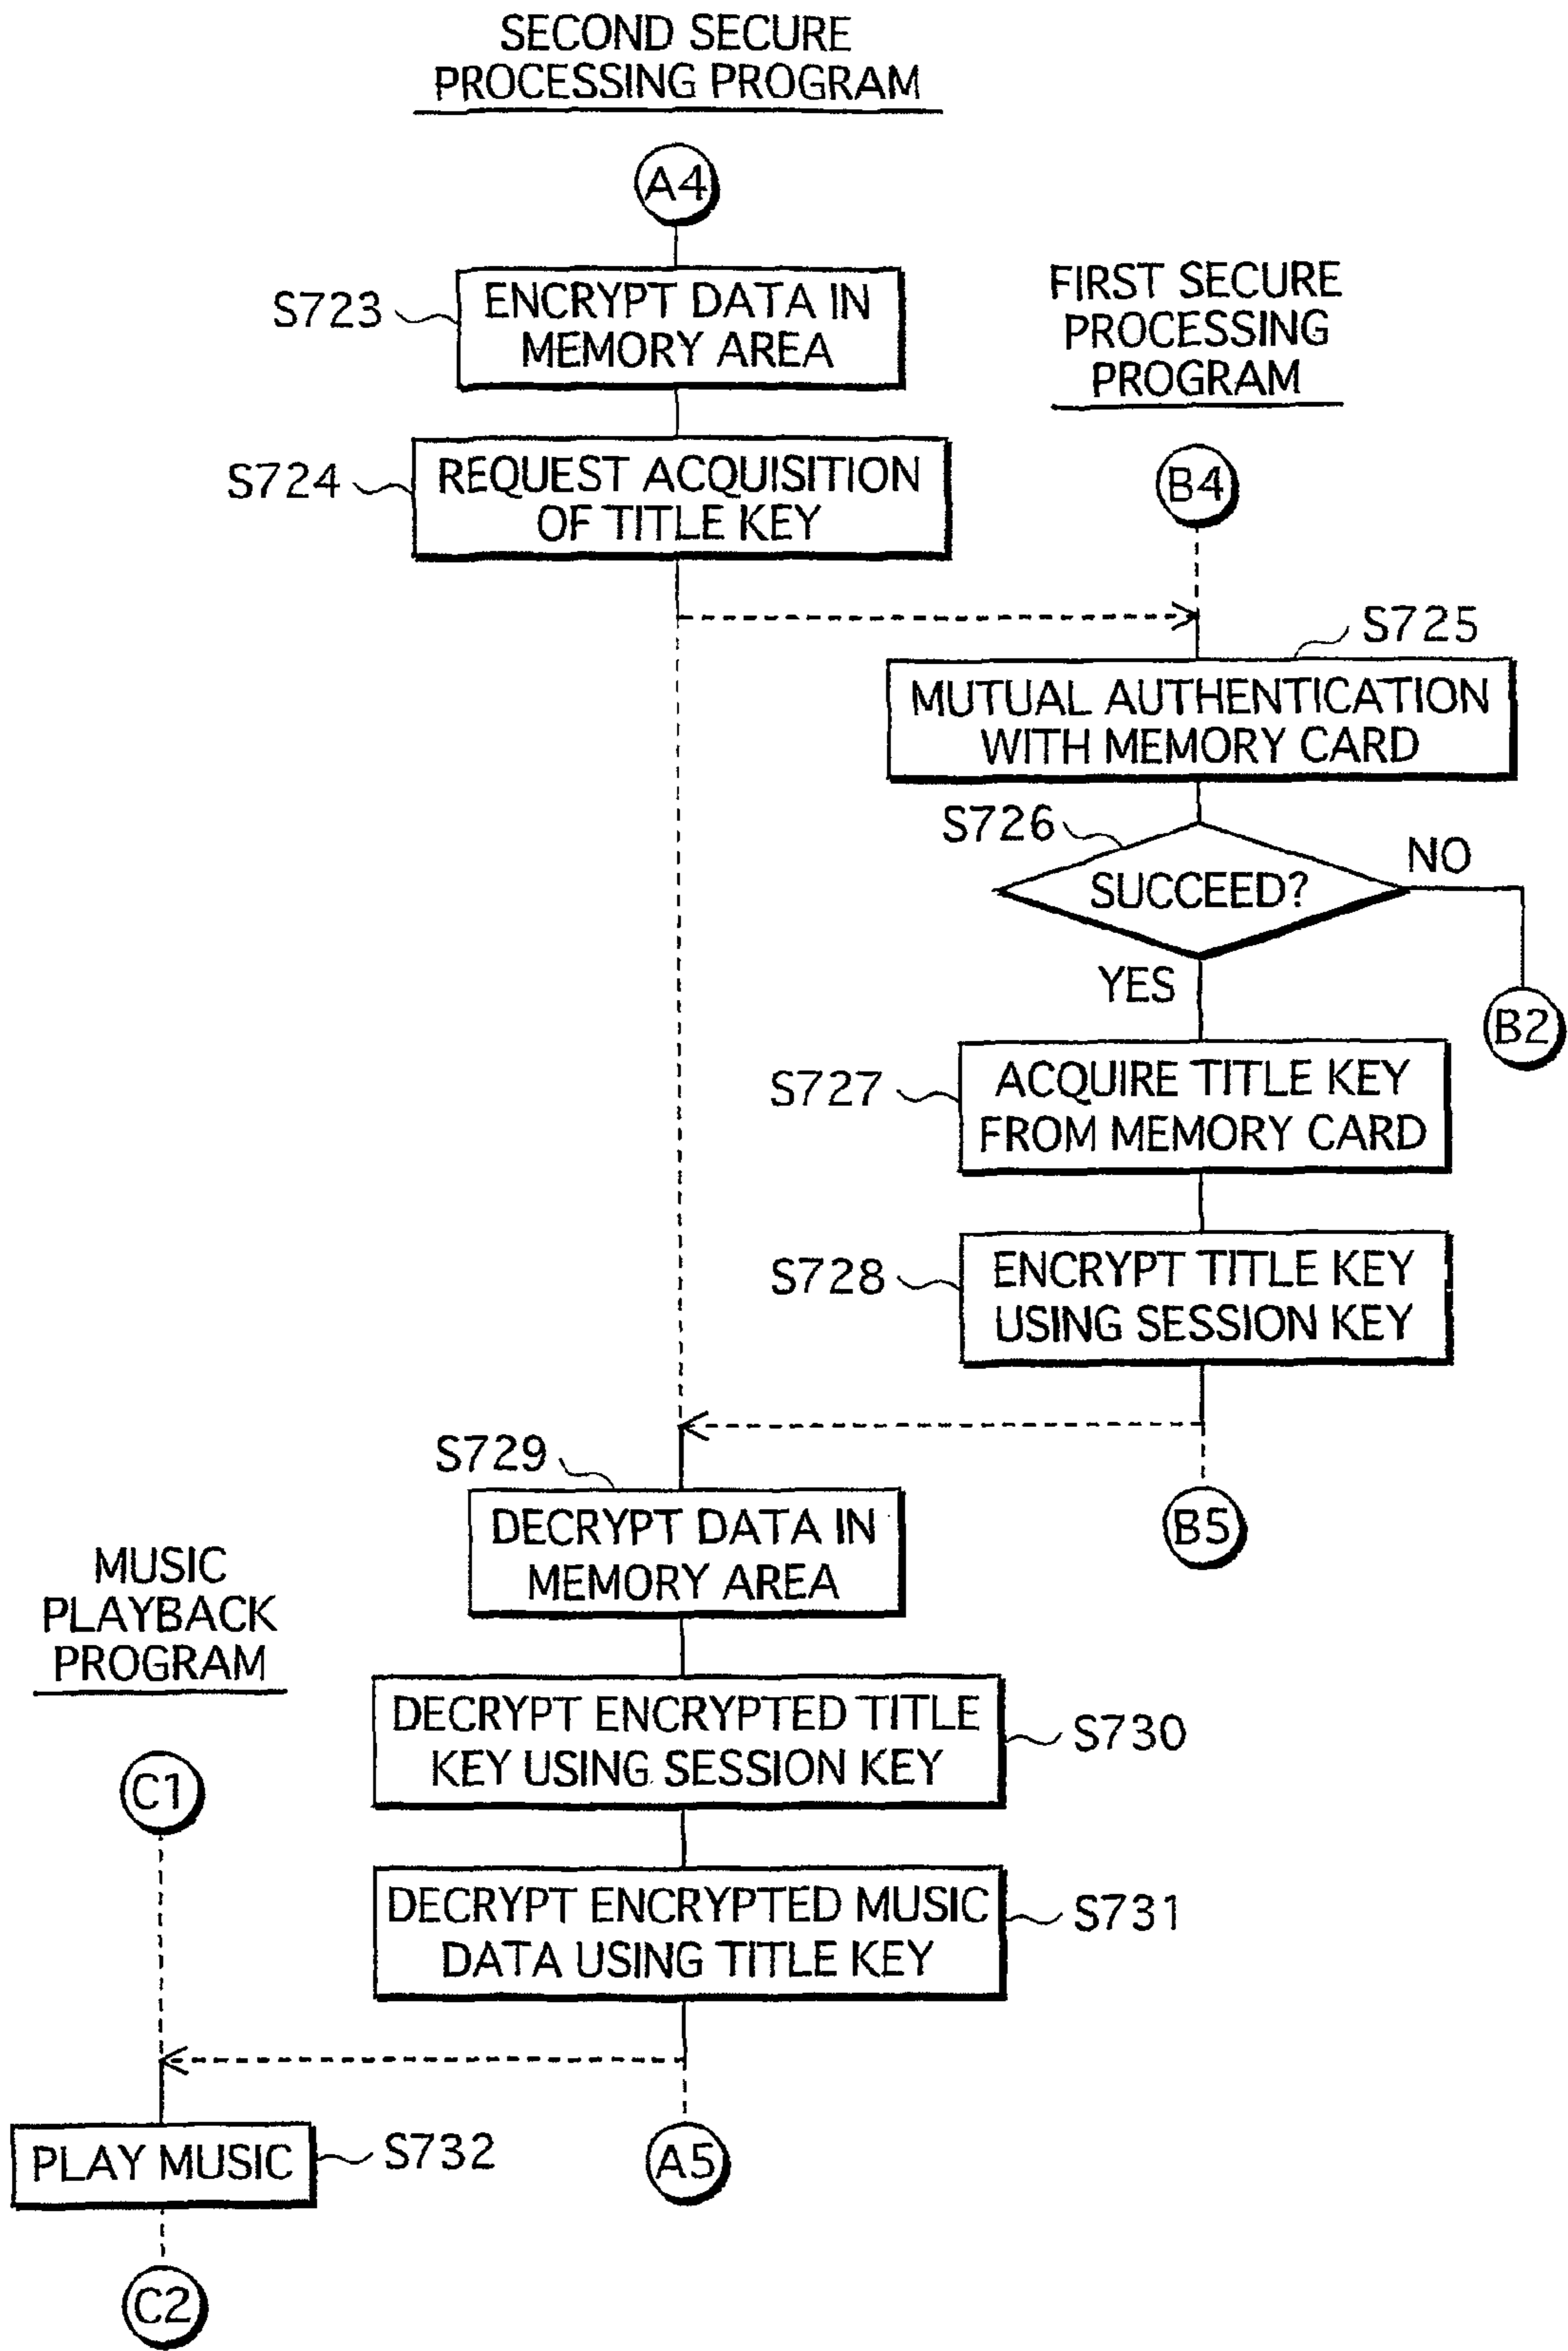 SECOND SECURE
PROCESSING PROGRAM
A4
S723
ENCRYPT DATA IN
MEMORY AREA
FIRST SECURE
PROCESSING
PROGRAM
S724
REQUEST ACQUISITION
OF TITLE KEY
B4
S725
MUTUAL AUTHENTICATION
WITH MEMORY CARD
S726
SUCCEED?
NO
YES
B2
S727
ACQUIRE TITLE KEY
FROM MEMORY CARD
S728
ENCRYPT TITLE KEY
USING SESSION KEY
S729
DECRYPT DATA IN
MEMORY AREA
B5
MUSIC
PLAYBACK
PROGRAM
DECRYPT ENCRYPTED TITLE
KEY USING SESSION KEY
S730
C1
DECRYPT ENCRYPTED MUSIC
DATA USING TITLE KEY
S731
PLAY MUSIC
S732
A5
C2